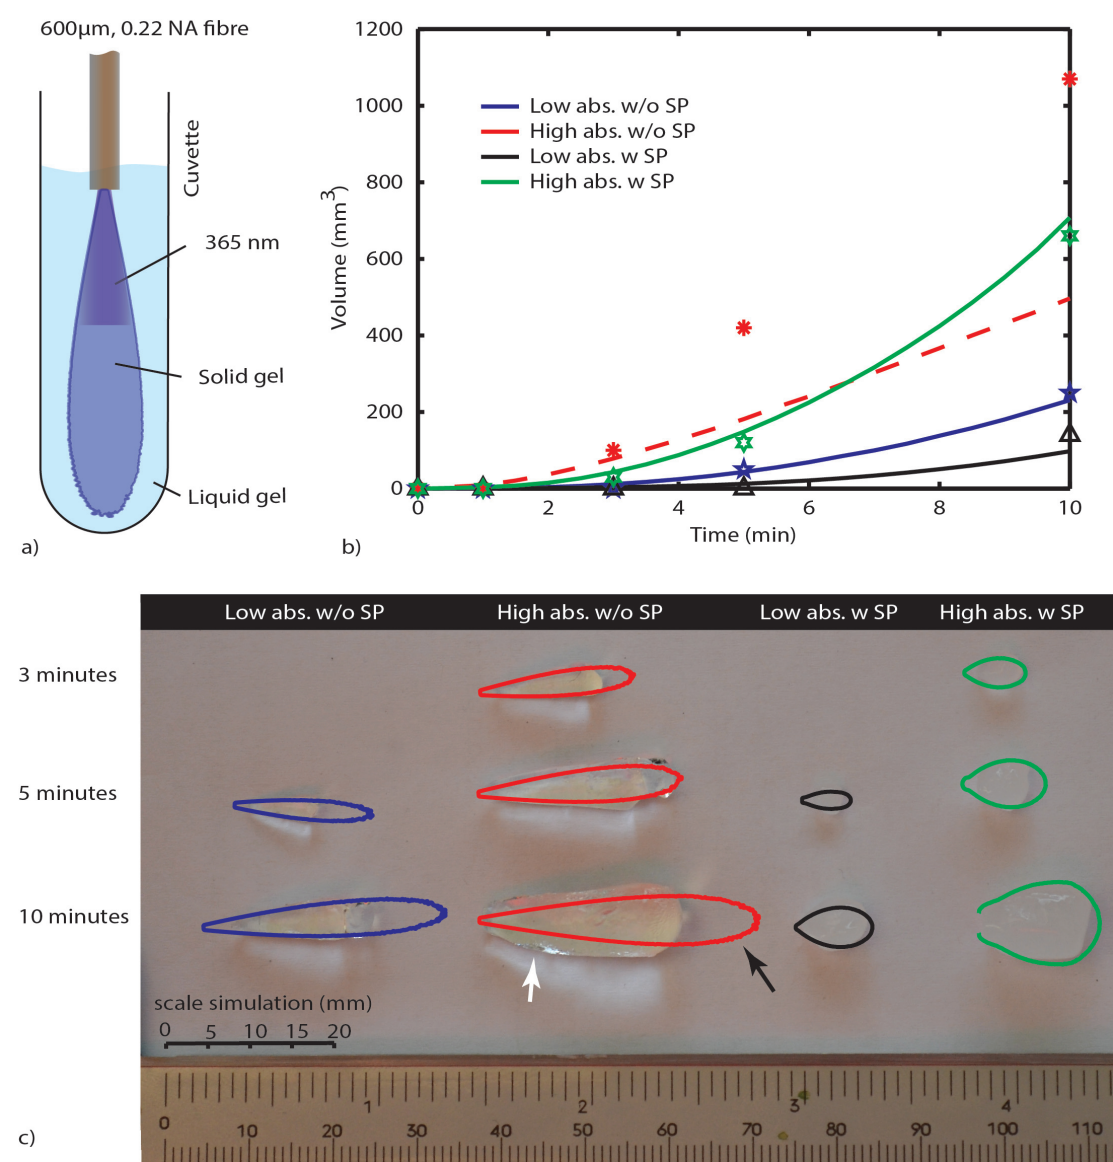 600µm, 0.22 NA fibre
Cuvette
365 nm
Solid gel
Liquid gel
a)
1200
1000
800
600
400
200
0
Volume (mm3)
Low abs. w/o SP
High abs. w/o SP
Low abs. w SP
High abs. w SP
0 2 4 6 8 10
Time (min)
b)
Low abs. w/o SP High abs. w/o SP Low abs. w SP High abs. w SP
3 minutes
5 minutes
10 minutes
scale simulation (mm)
0 5 10 15 20
1 2 3 4
0 10 20 30 40 50 60 70 80 90 100 110
c)